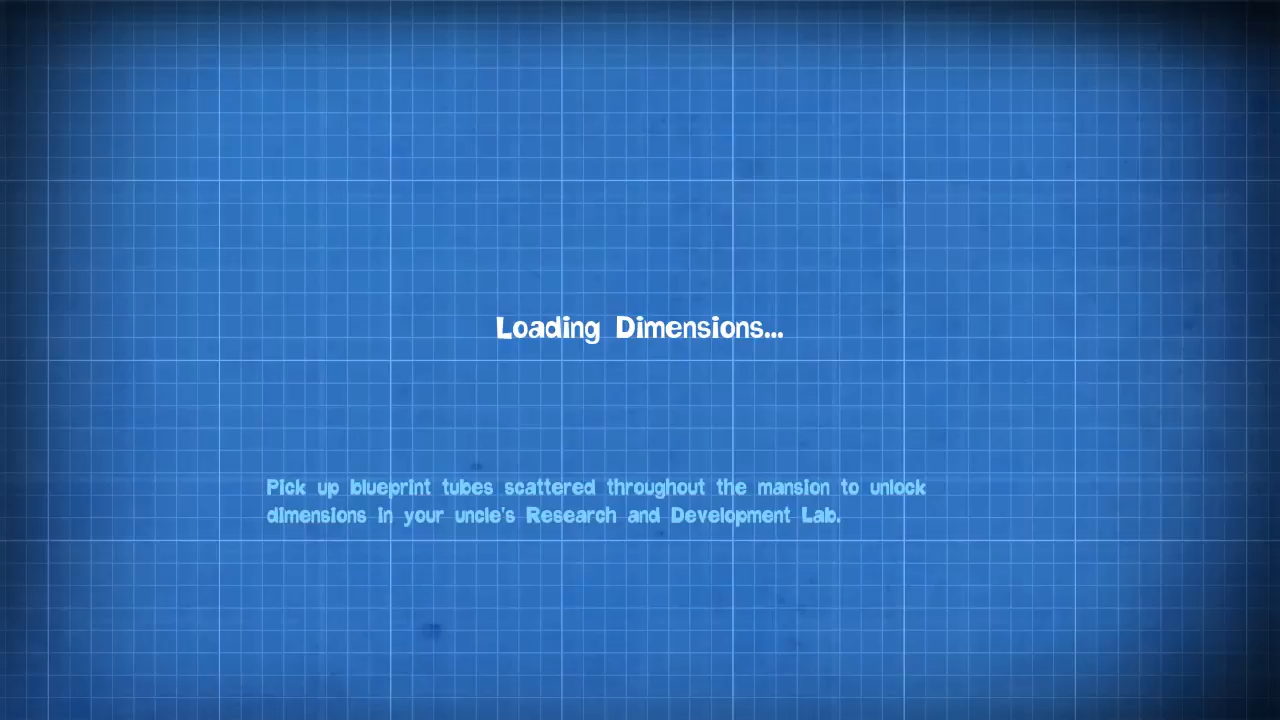 Loading Dimensions...
Pick up blueprint tubes scattered throughout the mansion to unlock
dimensions in your uncle's Research and Development Lab.